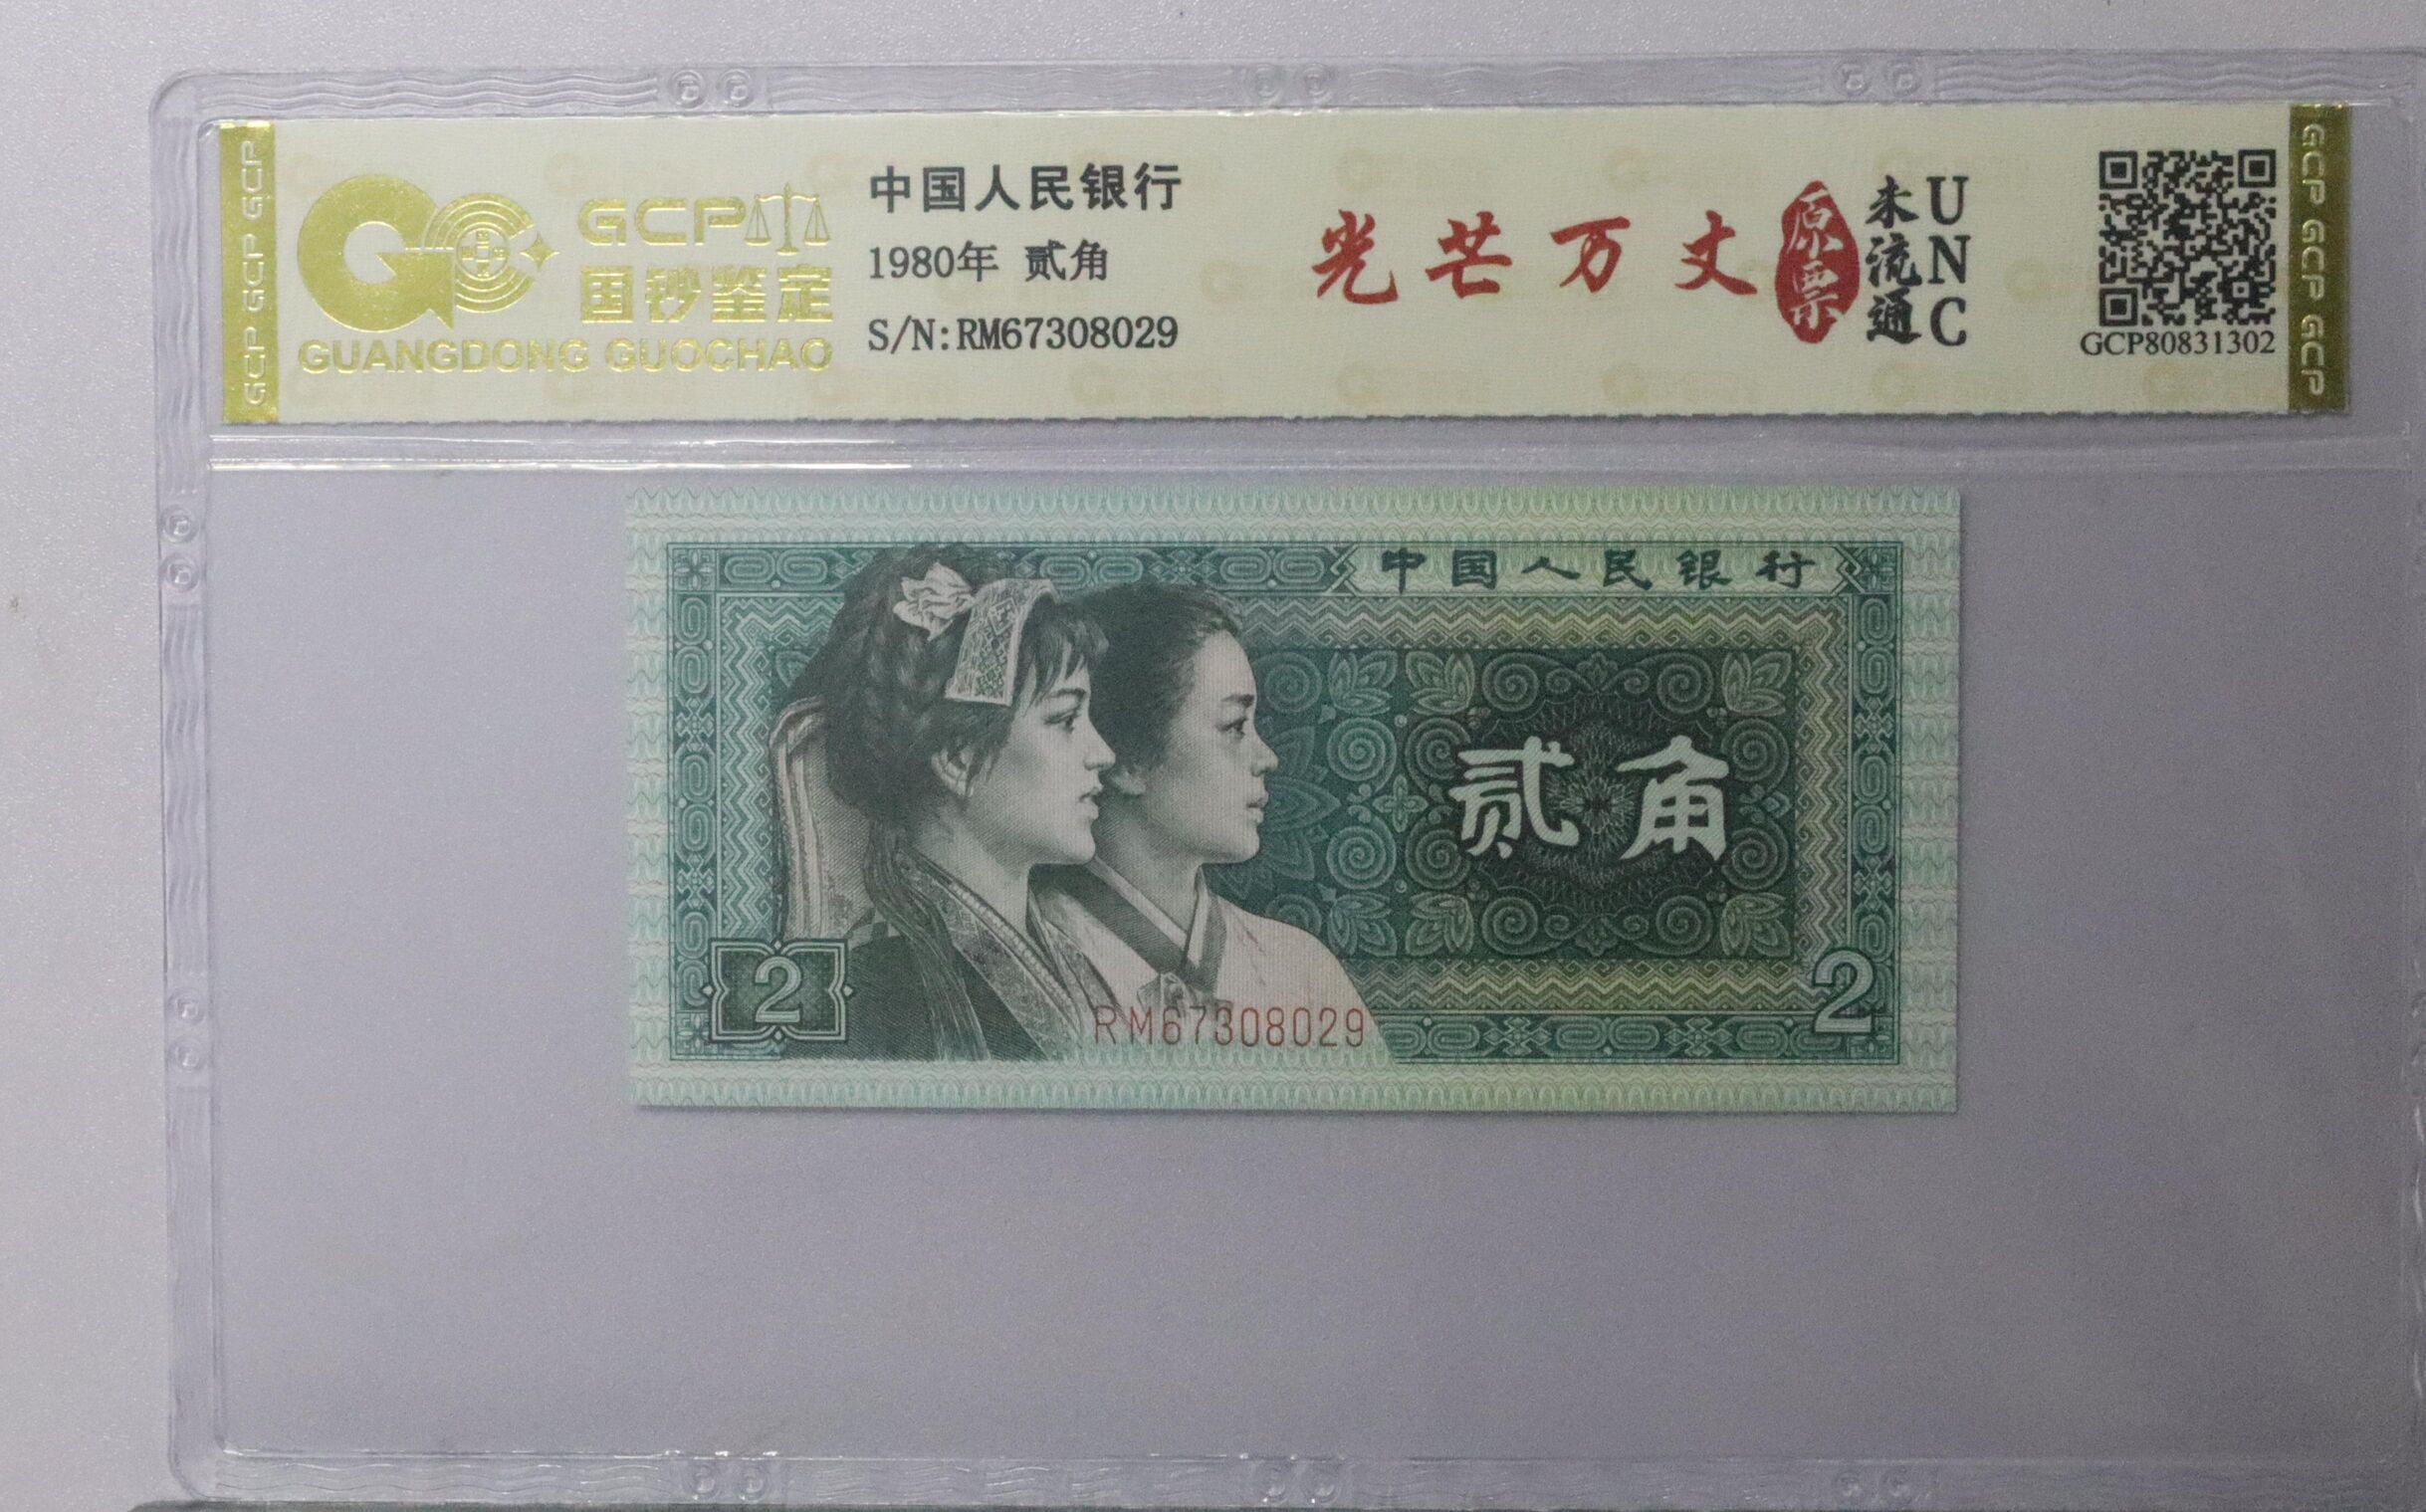 GCP GCP GCP
GCP
国钞鉴定
GUANGDONG GUOCHAO
中国人民银行
1980年 贰角
S/N:RM67308029
光芒万丈
原票
未流通
UNC
GCP80831302
GCP GCP GCP
中国人民银行
贰角
2
2
RM67308029